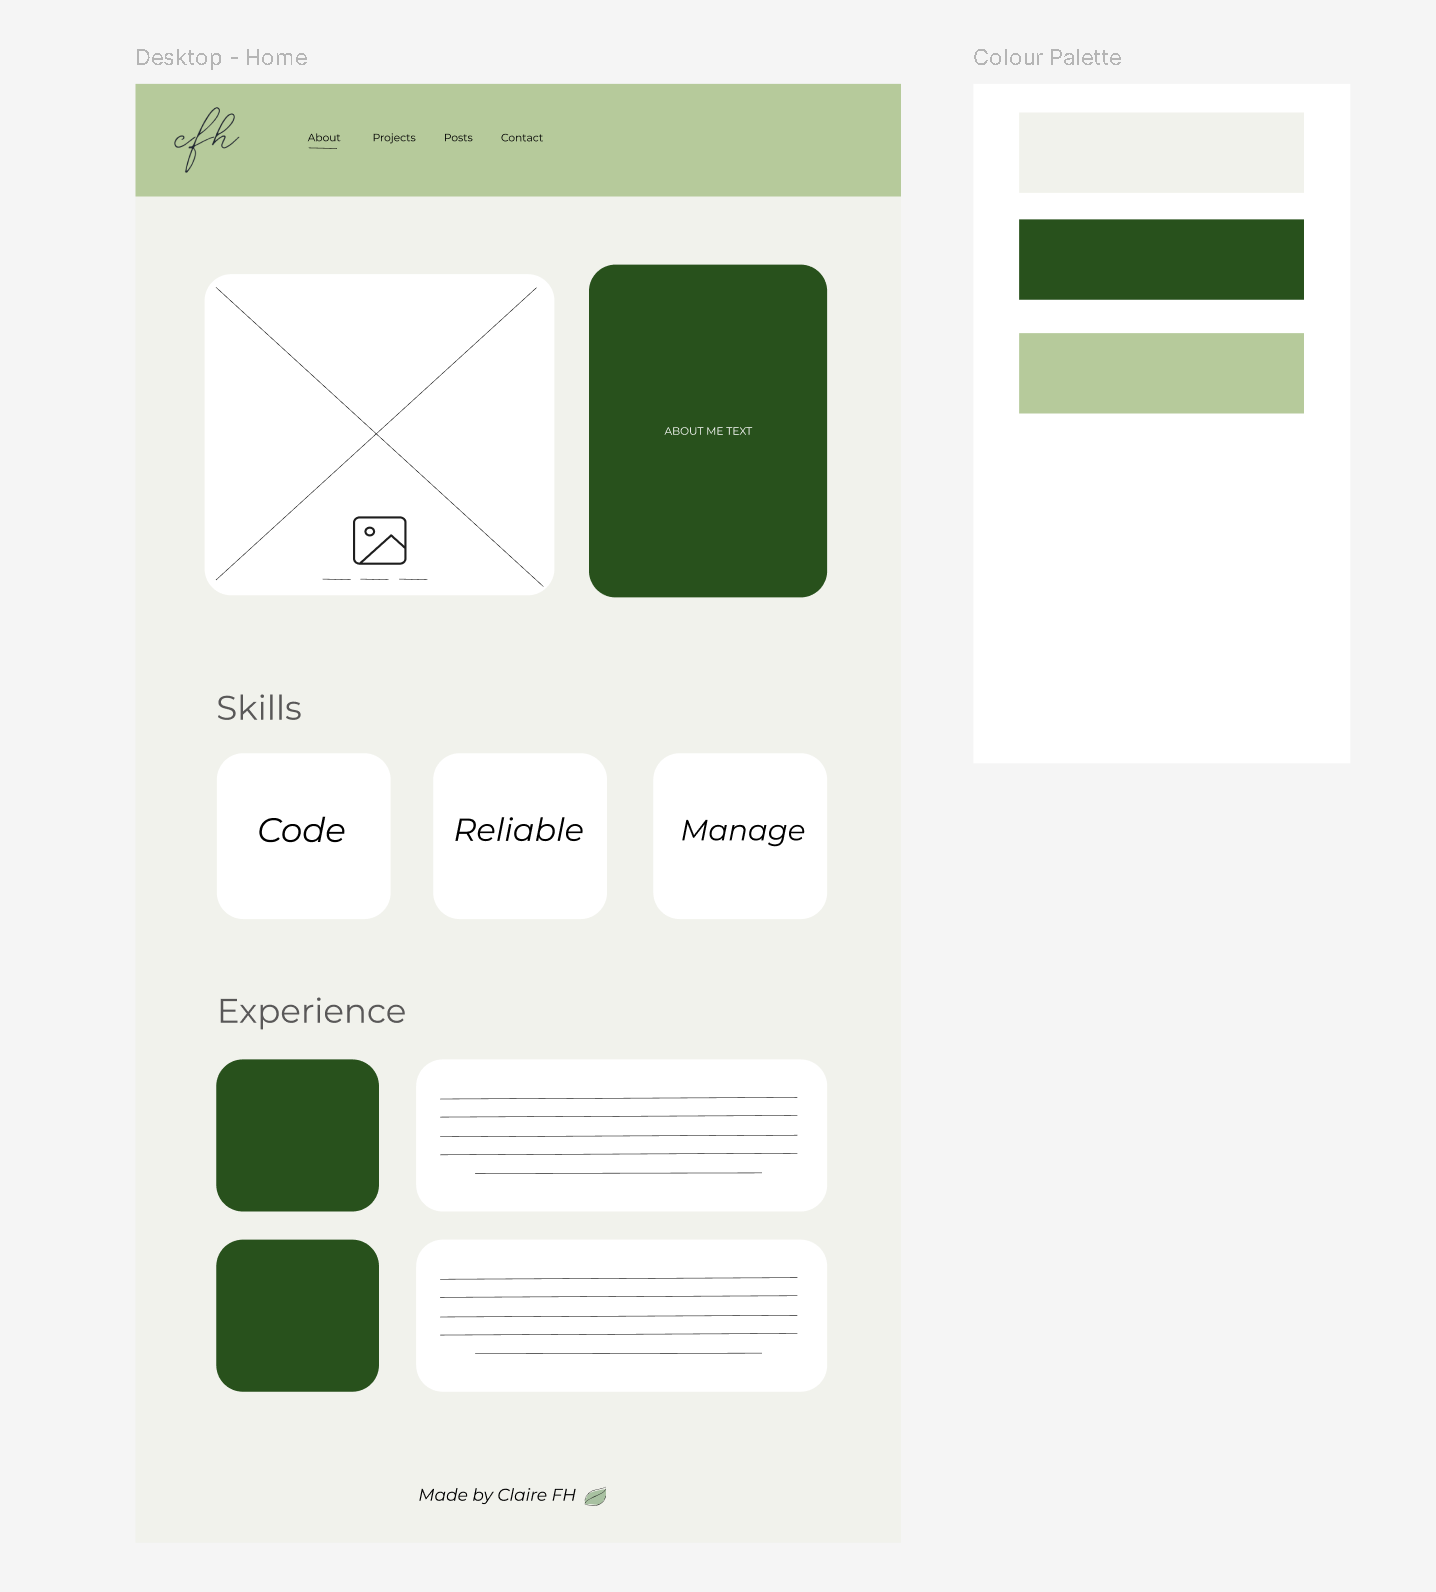 Desktop - Home
Colour Palette
cfh
About Projects Posts Contact
ABOUT ME TEXT
Skills
Code
Reliable
Manage
Experience
Made by Claire FH